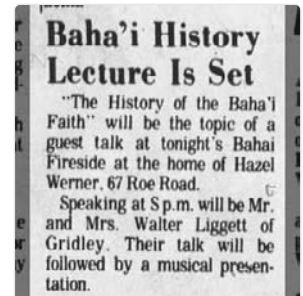 Baha'i History
Lecture Is Set
"The History of the Baha'i
Faith" will be the topic of a
guest talk at tonight's Bahai
Fireside at the home of Hazel
Werner, 67 Roe Road.
Speaking at 8 p.m. will be Mr.
and Mrs. Walter Liggett of
Gridley. Their talk will be
followed by a musical presen-
tation.